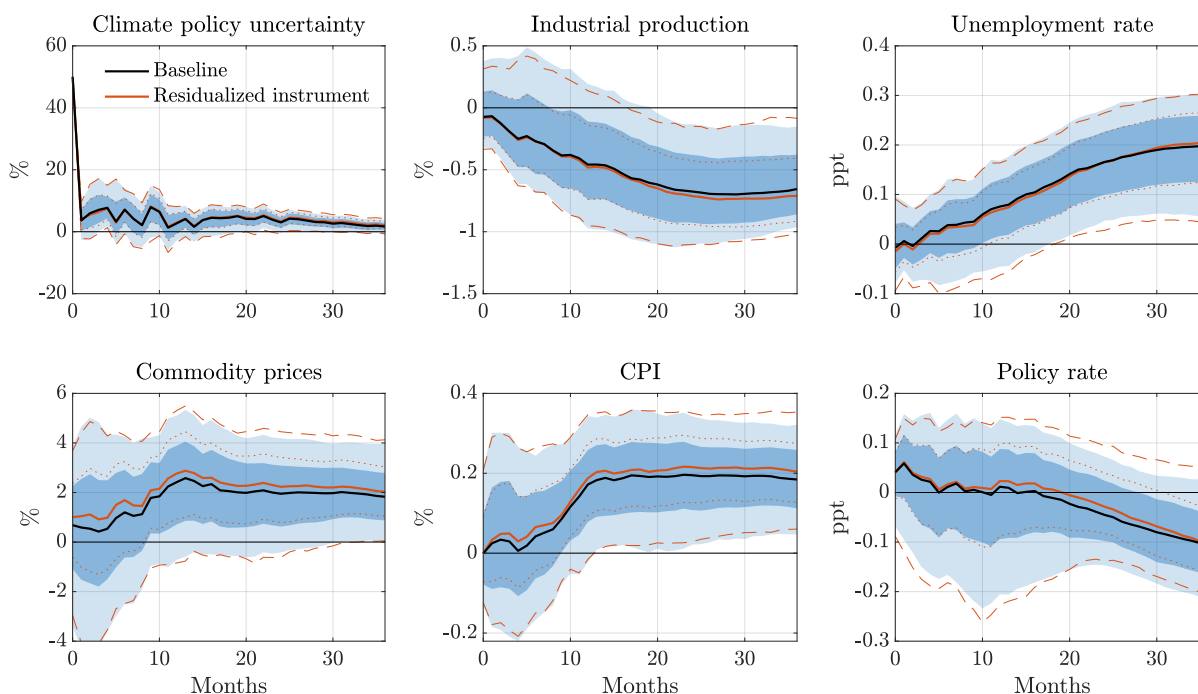 Climate policy uncertainty
60
40
20
0
-20
%
0 10 20 30
Baseline
Residualized instrument
Industrial production
0.5
0
-0.5
-1
-1.5
%
0 10 20 30
Unemployment rate
0.4
0.3
0.2
0.1
0
-0.1
ppt
0 10 20 30
Commodity prices
6
4
2
0
-2
-4
%
0 10 20 30
Months
CPI
0.4
0.2
0
-0.2
%
0 10 20 30
Months
Policy rate
0.2
0.1
0
-0.1
-0.2
-0.3
ppt
0 10 20 30
Months